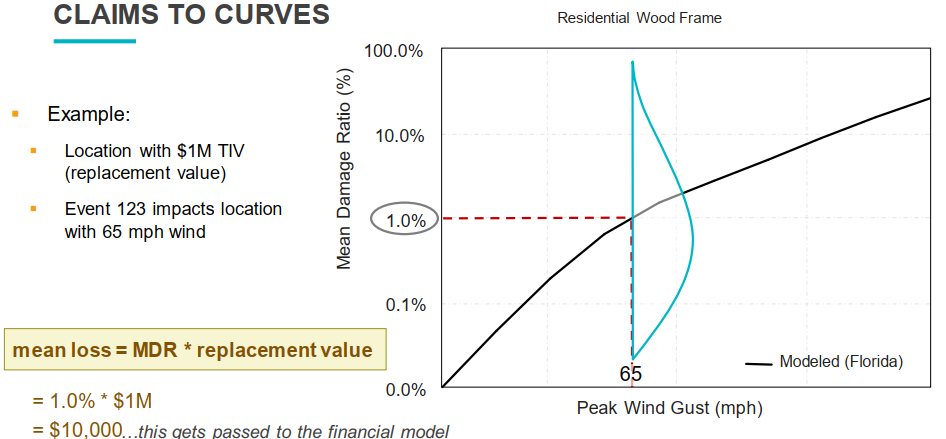 CLAIMS TO CURVES
Example:
Location with $1M TIV
(replacement value)
Event 123 impacts location
with 65 mph wind
mean loss = MDR * replacement value
= 1.0% * $1M
= $10,000...this gets passed to the financial model
Residential Wood Frame
Mean Damage Ratio (%)
100.0%
10.0%
1.0%
0.1%
0.0%
65
Modeled (Florida)
Peak Wind Gust (mph)